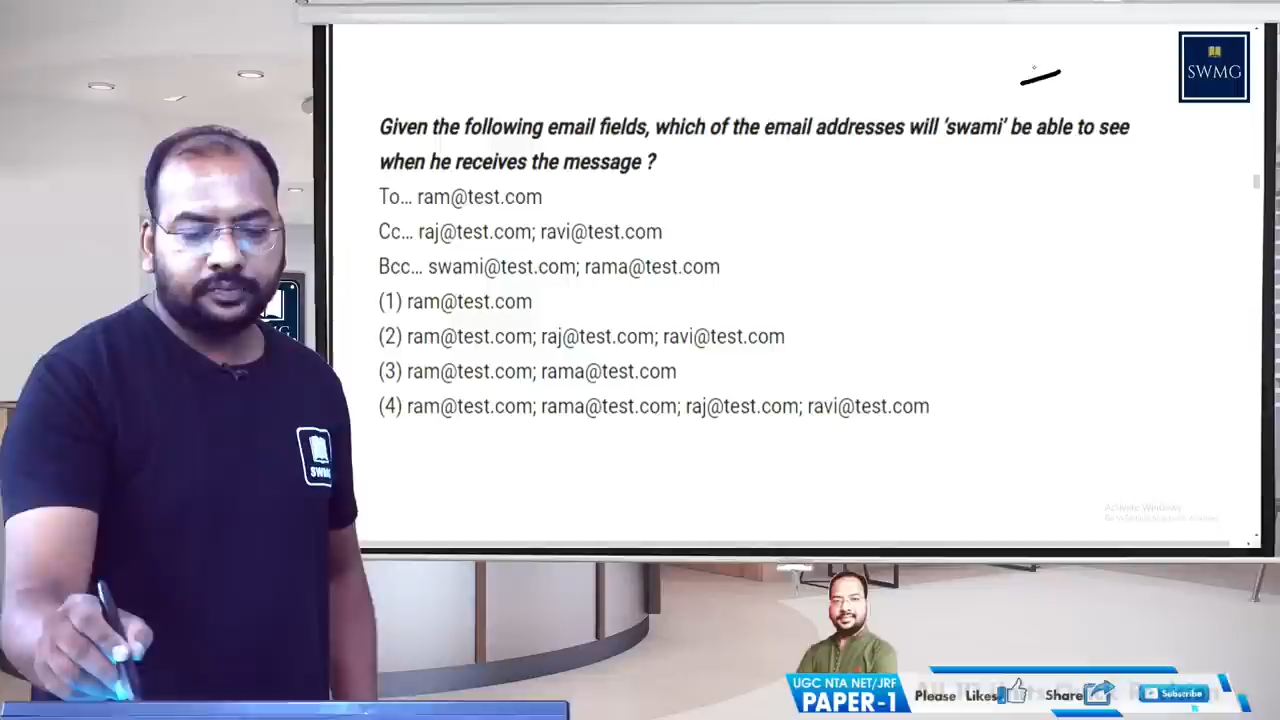 SWMG
Given the following email fields, which of the email addresses will 'swami' be able to see
when he receives the message ?
To... ram@test.com
Cc... raj@test.com; ravi@test.com
Bcc... swami@test.com; rama@test.com
(1) ram@test.com
(2) ram@test.com; raj@test.com; ravi@test.com
(3) ram@test.com; rama@test.com
(4) ram@test.com; rama@test.com; raj@test.com; ravi@test.com
SWMG
Activate Windows
UGC NTA NET/JRF
PAPER-1
Please Likes Share Subscribe